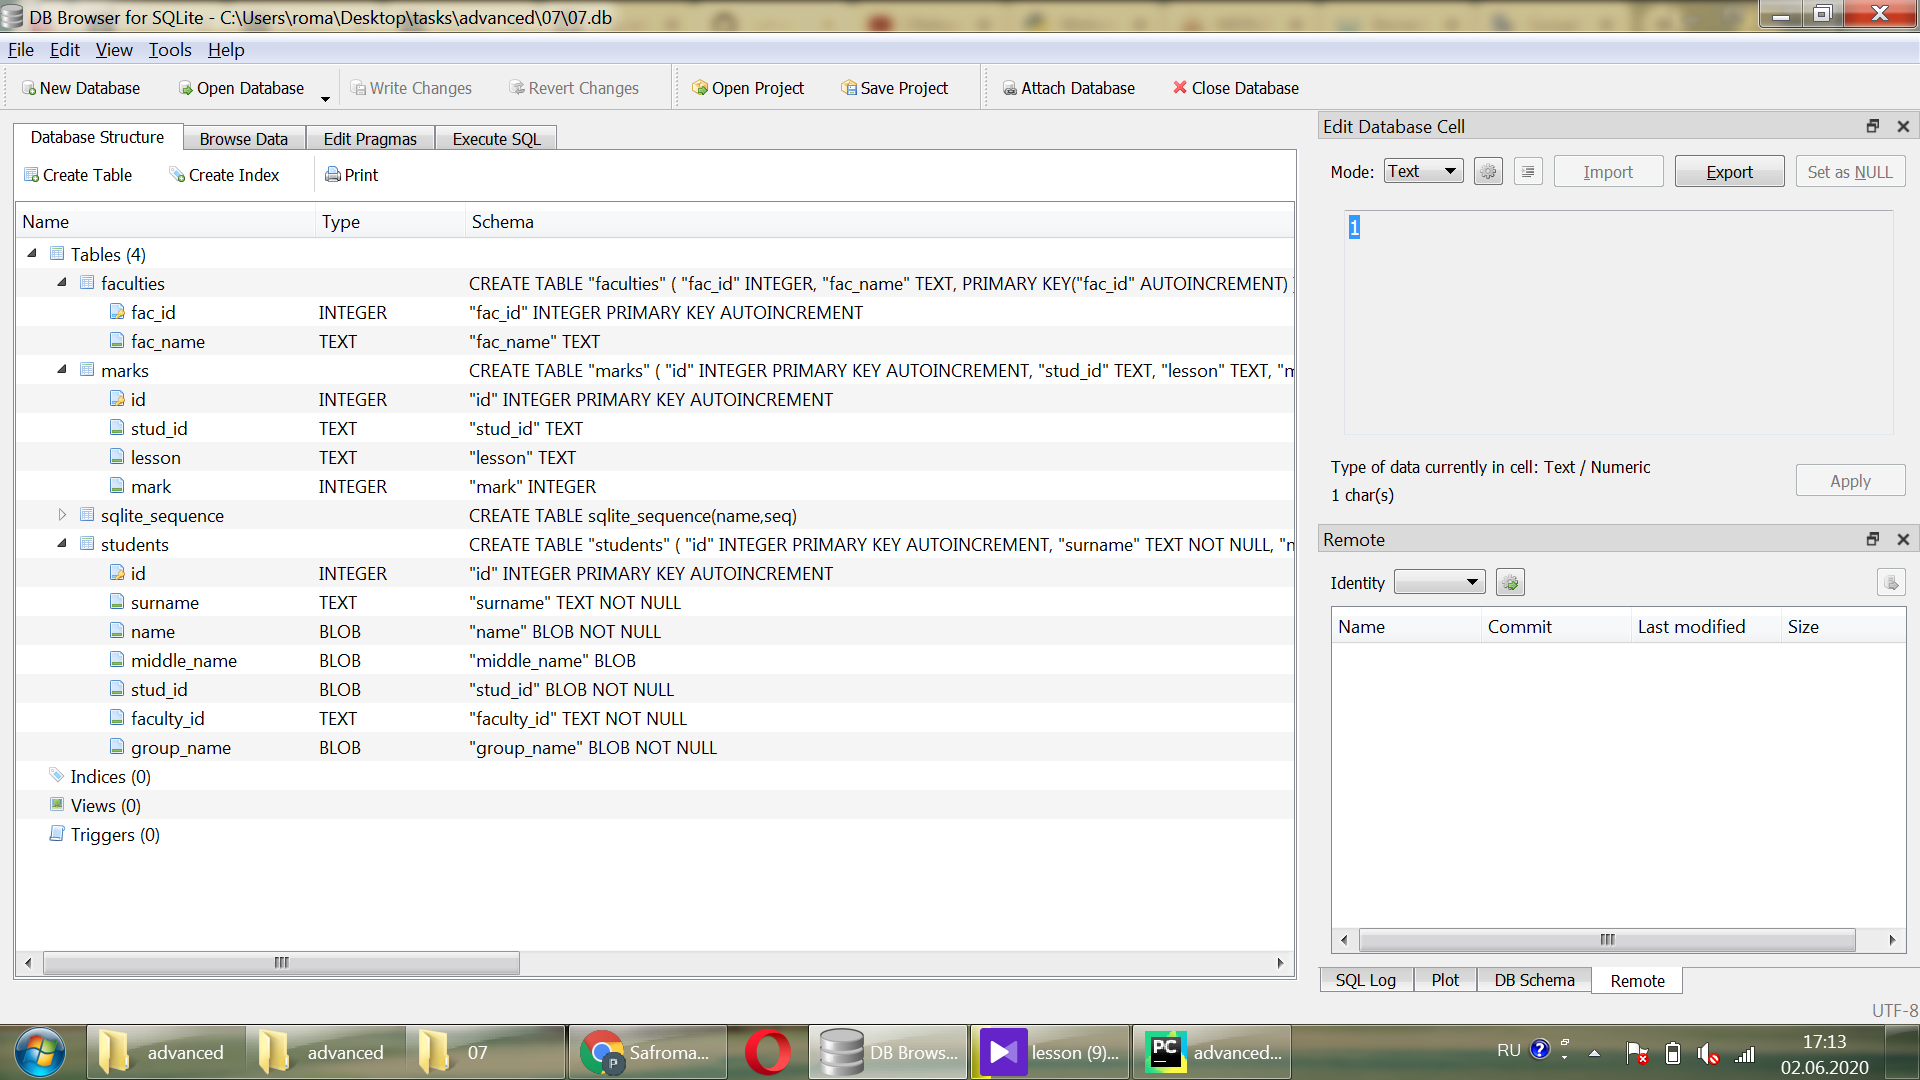 DB Browser for SQLite - C:\Users\roma\Desktop\tasks\advanced\07\07.db
File Edit View Tools Help
New Database Open Database Write Changes Revert Changes Open Project Save Project Attach Database Close Database
Database Structure Browse Data Edit Pragmas Execute SQL
Create Table Create Index Print
Name Type Schema
Tables (4)
faculties CREATE TABLE "faculties" ( "fac_id" INTEGER, "fac_name" TEXT, PRIMARY KEY("fac_id" AUTOINCREMENT)
fac_id INTEGER "fac_id" INTEGER PRIMARY KEY AUTOINCREMENT
fac_name TEXT "fac_name" TEXT
marks CREATE TABLE "marks" ( "id" INTEGER PRIMARY KEY AUTOINCREMENT, "stud_id" TEXT, "lesson" TEXT, "m
id INTEGER "id" INTEGER PRIMARY KEY AUTOINCREMENT
stud_id TEXT "stud_id" TEXT
lesson TEXT "lesson" TEXT
mark INTEGER "mark" INTEGER
sqlite_sequence CREATE TABLE sqlite_sequence(name,seq)
students CREATE TABLE "students" ( "id" INTEGER PRIMARY KEY AUTOINCREMENT, "surname" TEXT NOT NULL, "n
id INTEGER "id" INTEGER PRIMARY KEY AUTOINCREMENT
surname TEXT "surname" TEXT NOT NULL
name BLOB "name" BLOB NOT NULL
middle_name BLOB "middle_name" BLOB
stud_id BLOB "stud_id" BLOB NOT NULL
faculty_id TEXT "faculty_id" TEXT NOT NULL
group_name BLOB "group_name" BLOB NOT NULL
Indices (0)
Views (0)
Triggers (0)
Edit Database Cell
Mode: Text Import Export Set as NULL
1
Type of data currently in cell: Text / Numeric
1 char(s)
Apply
Remote
Identity
Name Commit Last modified Size
SQL Log Plot DB Schema Remote
UTF-8
advanced advanced 07 Safroma... P DB Brows... lesson (9)... PC advanced... RU 17:13
02.06.2020